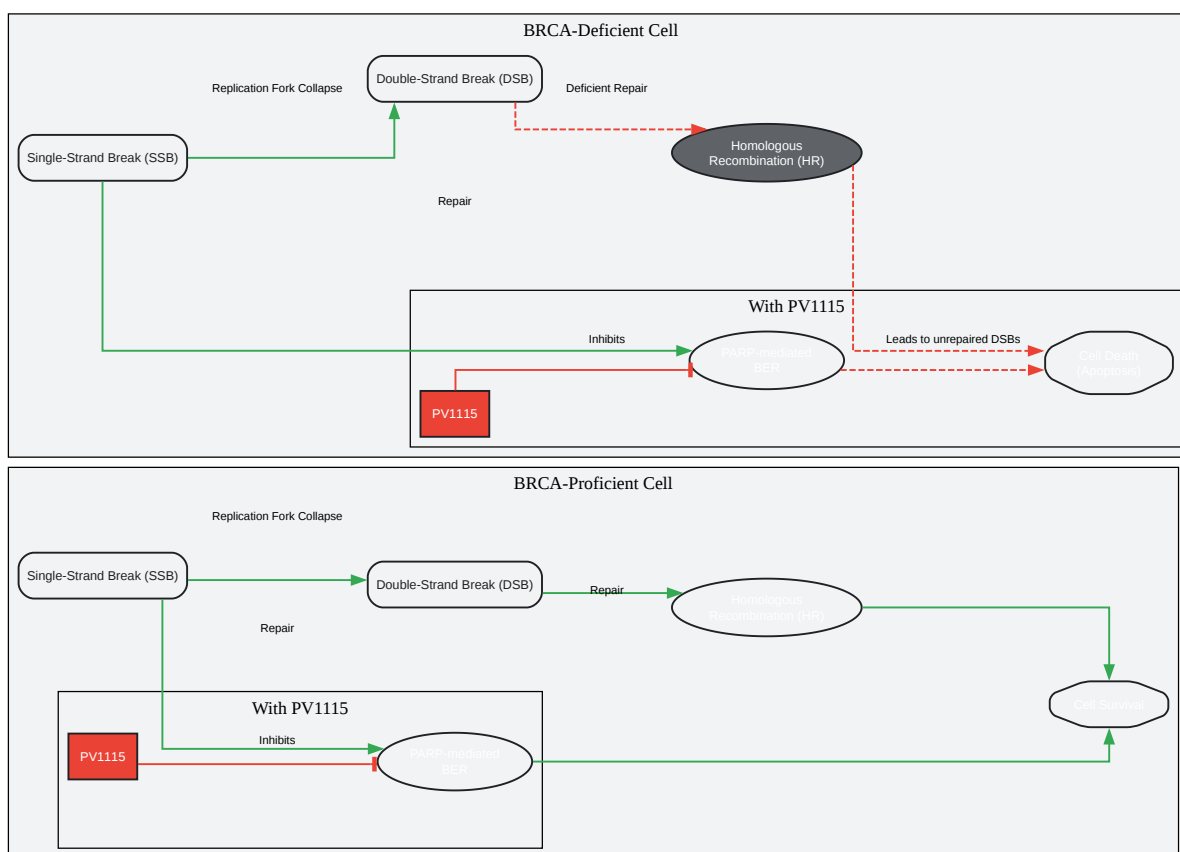 BRCA-Deficient Cell
Double-Strand Break (DSB)
Replication Fork Collapse
Deficient Repair
Single-Strand Break (SSB)
Homologous
Recombination (HR)
Repair
With PV1115
Inhibits
PARP-mediated
BER
Leads to unrepaired DSBs
Cell Death
(Apoptosis)
PV1115
BRCA-Proficient Cell
Replication Fork Collapse
Single-Strand Break (SSB)
Double-Strand Break (DSB)
Repair
Homologous
Recombination (HR)
Repair
With PV1115
Cell Survival
Inhibits
PV1115
PARP-mediated
BER